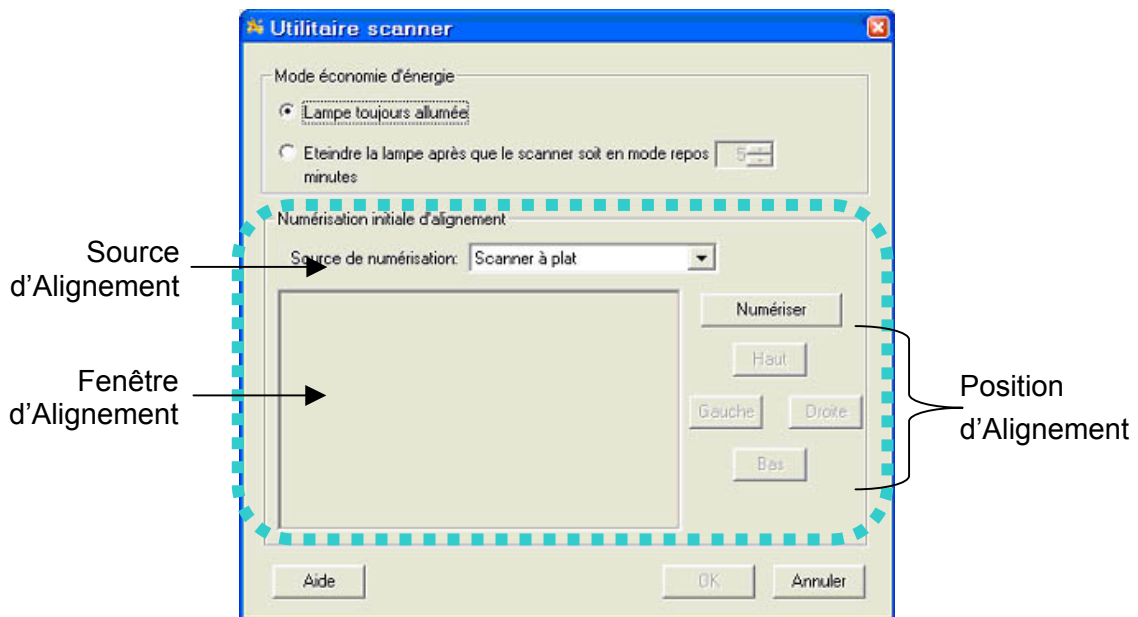 Utilitaire scanner
Mode économie d'énergie
Lampe toujours allumée
Eteindre la lampe après que le scanner soit en mode repos 5
minutes
Numérisation initiale d'alignement
Source de numérisation: Scanner à plat
Numériser
Haut
Gauche Droite
Bas
Aide OK Annuler
Source
d'Alignement
Fenêtre
d'Alignement
Position
d'Alignement